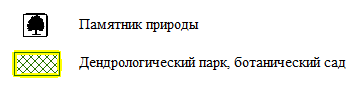 Памятник природы
Дендрологический парк, ботанический сад